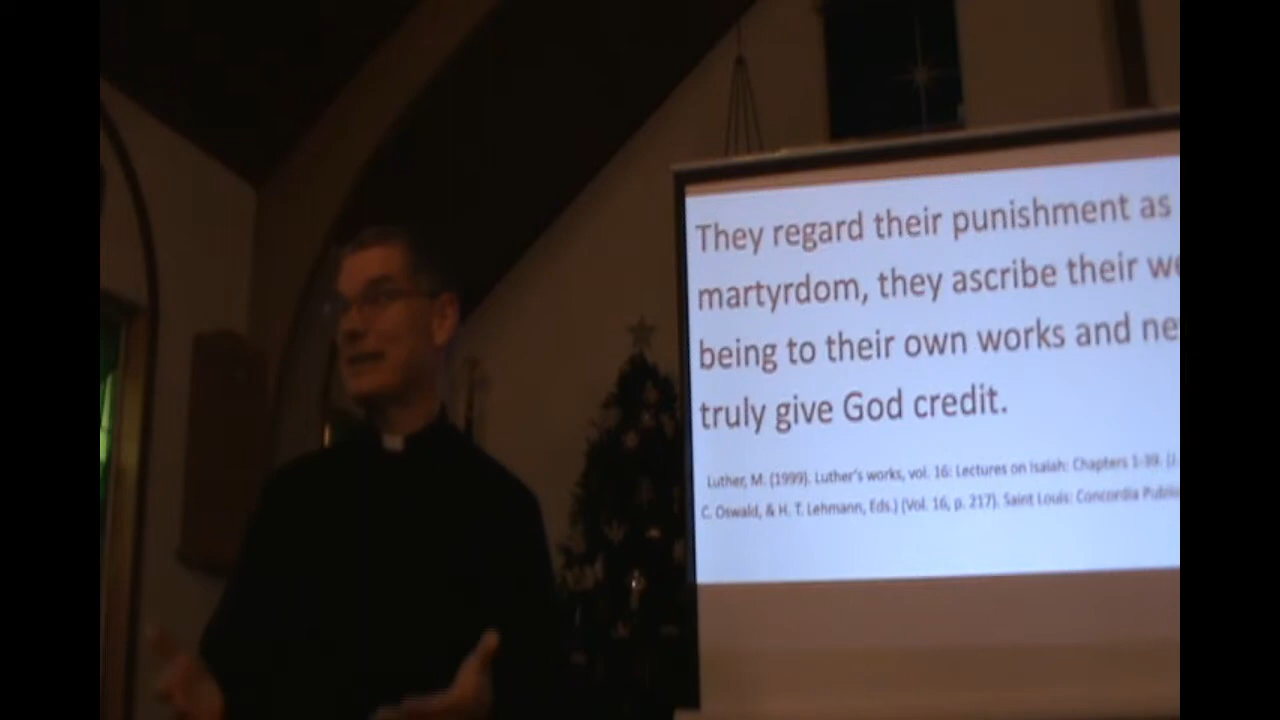 They regard their punishment as
martyrdom, they ascribe their
being to their own works and
truly give God credit.
Luther, M. (1999). Luther's works, vol. 16: Lectures on Isaiah: Chapters 1-39. (J.
C. Oswald, & H. T. Lehmann, Eds.) (Vol. 16, p. 217). Saint Louis: Concordia